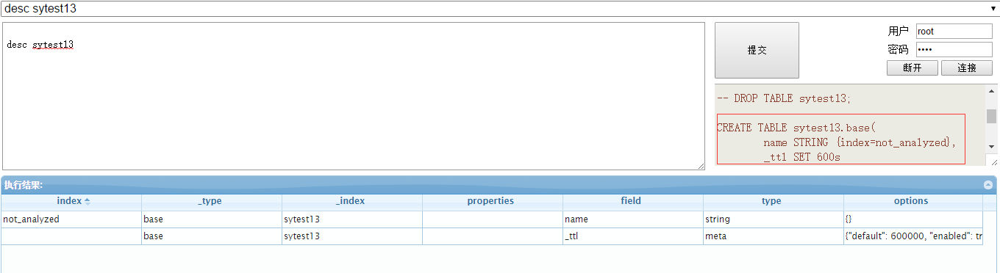 desc sytest13
desc sytest13
提交
用户 root
密码 ••••
断开 连接
-- DROP TABLE sytest13;
CREATE TABLE sytest13.base(
name STRING {index=not_analyzed},
_ttl SET 600s
执行结果:
index _type _index properties field type options
not_analyzed base sytest13 name string {}
base sytest13 _ttl meta {"default": 600000, "enabled": tr